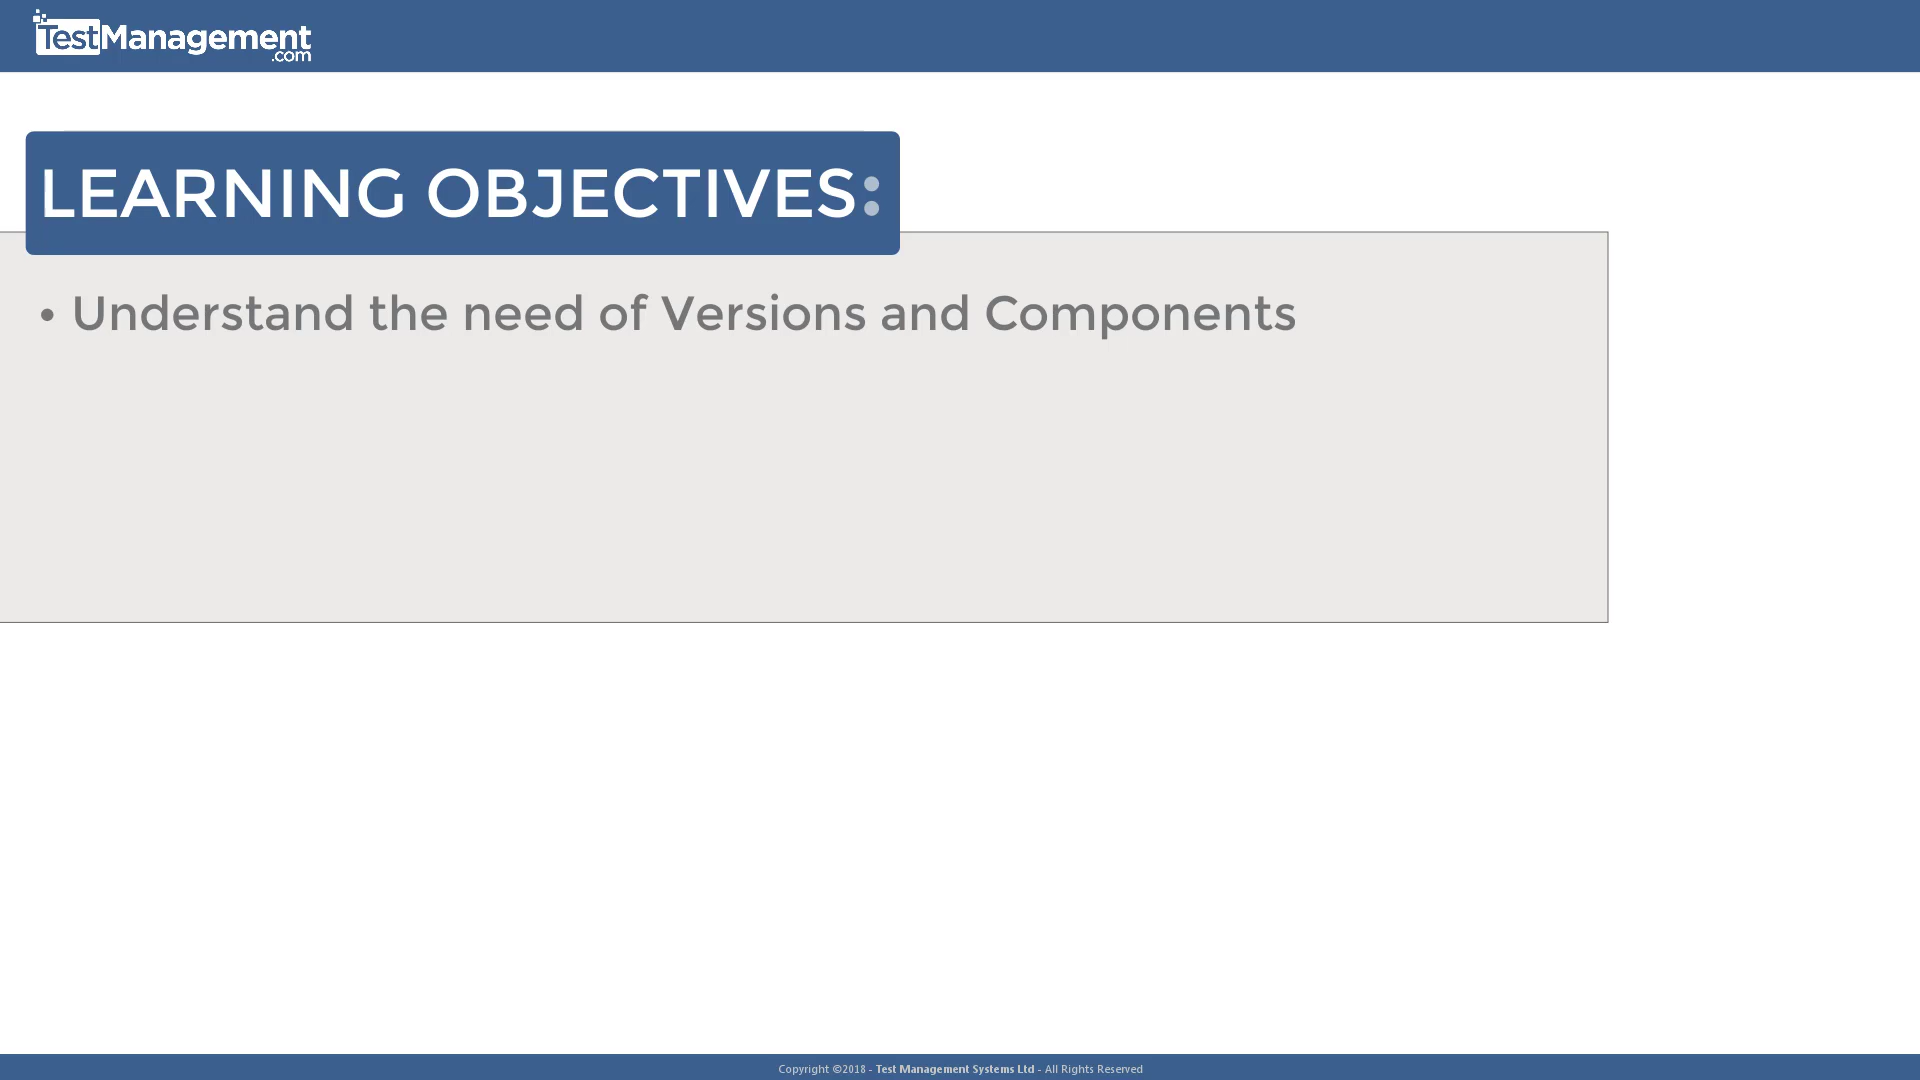 TestManagement
.com
LEARNING OBJECTIVES:
• Understand the need of Versions and Components
Copyright ©2018 - Test Management Systems Ltd - All Rights Reserved